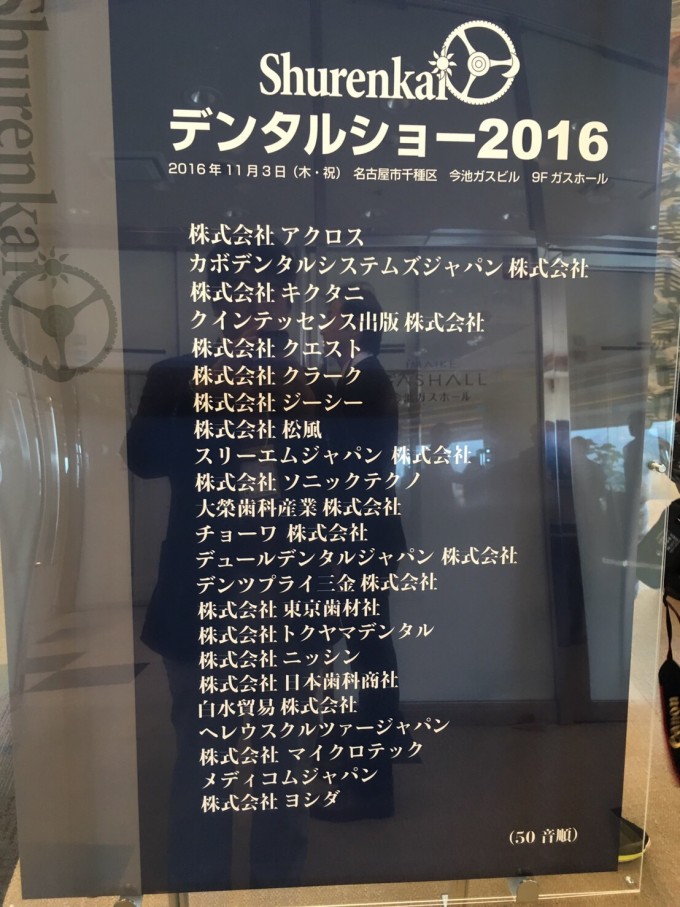 Shurenkai
デンタルショー2016
2016年11月3日（木・祝） 名古屋市千種区 今池ガスビル 9F ガスホール
株式会社 アクロス
カボデンタルシステムズジャパン 株式会社
株式会社 キクタニ
クインテッセンス出版 株式会社
株式会社 クエスト
株式会社 クラーク
株式会社 ジーシー
株式会社 松風
スリーエムジャパン 株式会社
株式会社 ソニックテクノ
大榮歯科産業 株式会社
チョーワ 株式会社
デュールデンタルジャパン 株式会社
デンツプライ三金 株式会社
株式会社 東京歯材社
株式会社 トクヤマデンタル
株式会社 ニッシン
株式会社 日本歯科商社
白水貿易 株式会社
ヘレウスクルツァージャパン
株式会社 マイクロテック
メディコムジャパン
株式会社 ヨシダ
（50 音順）
Shurenkai
IMAIKE
GASHALL
ガスホール
Canon